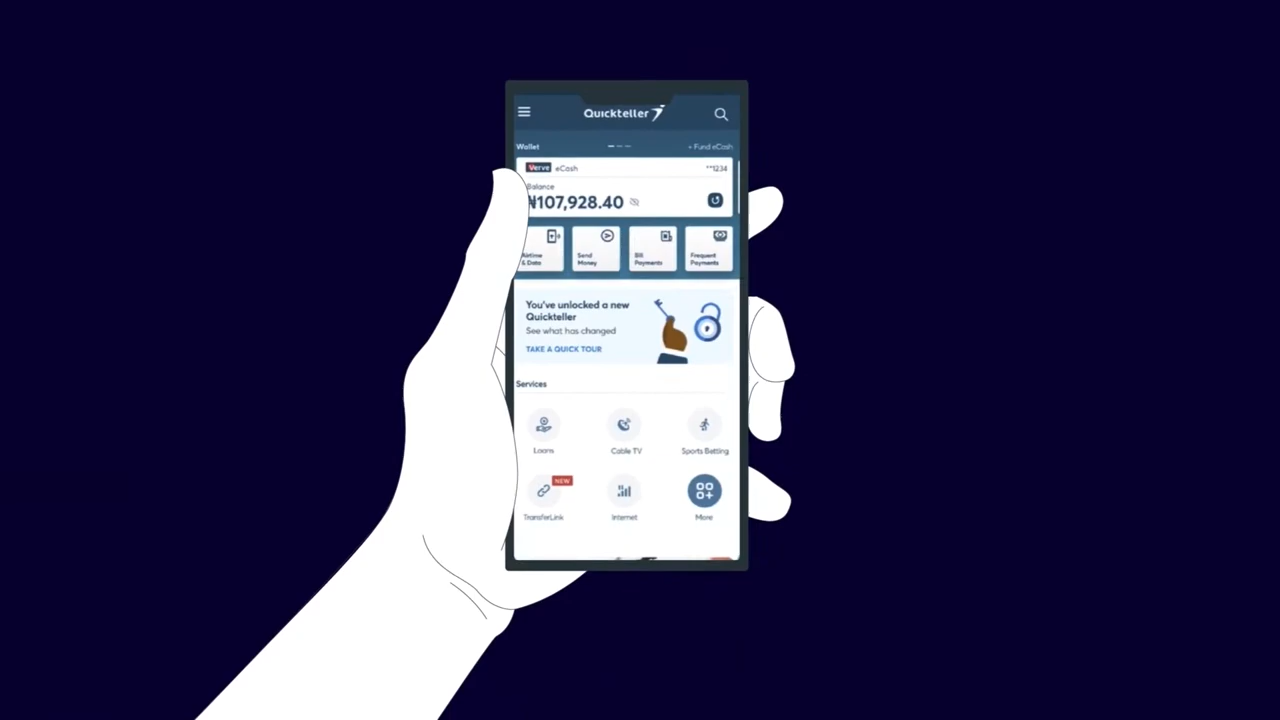 Quickteller
Wallet
+ Fund eCash
Verve eCash
**1234
Balance
₦107,928.40
Airtime
& Data
Send
Money
Bill
Payments
Frequent
Payments
You've unlocked a new
Quickteller
See what has changed
TAKE A QUICK TOUR
Services
Loans
Cable TV
Sports Betting
NEW
TransferLink
Internet
More